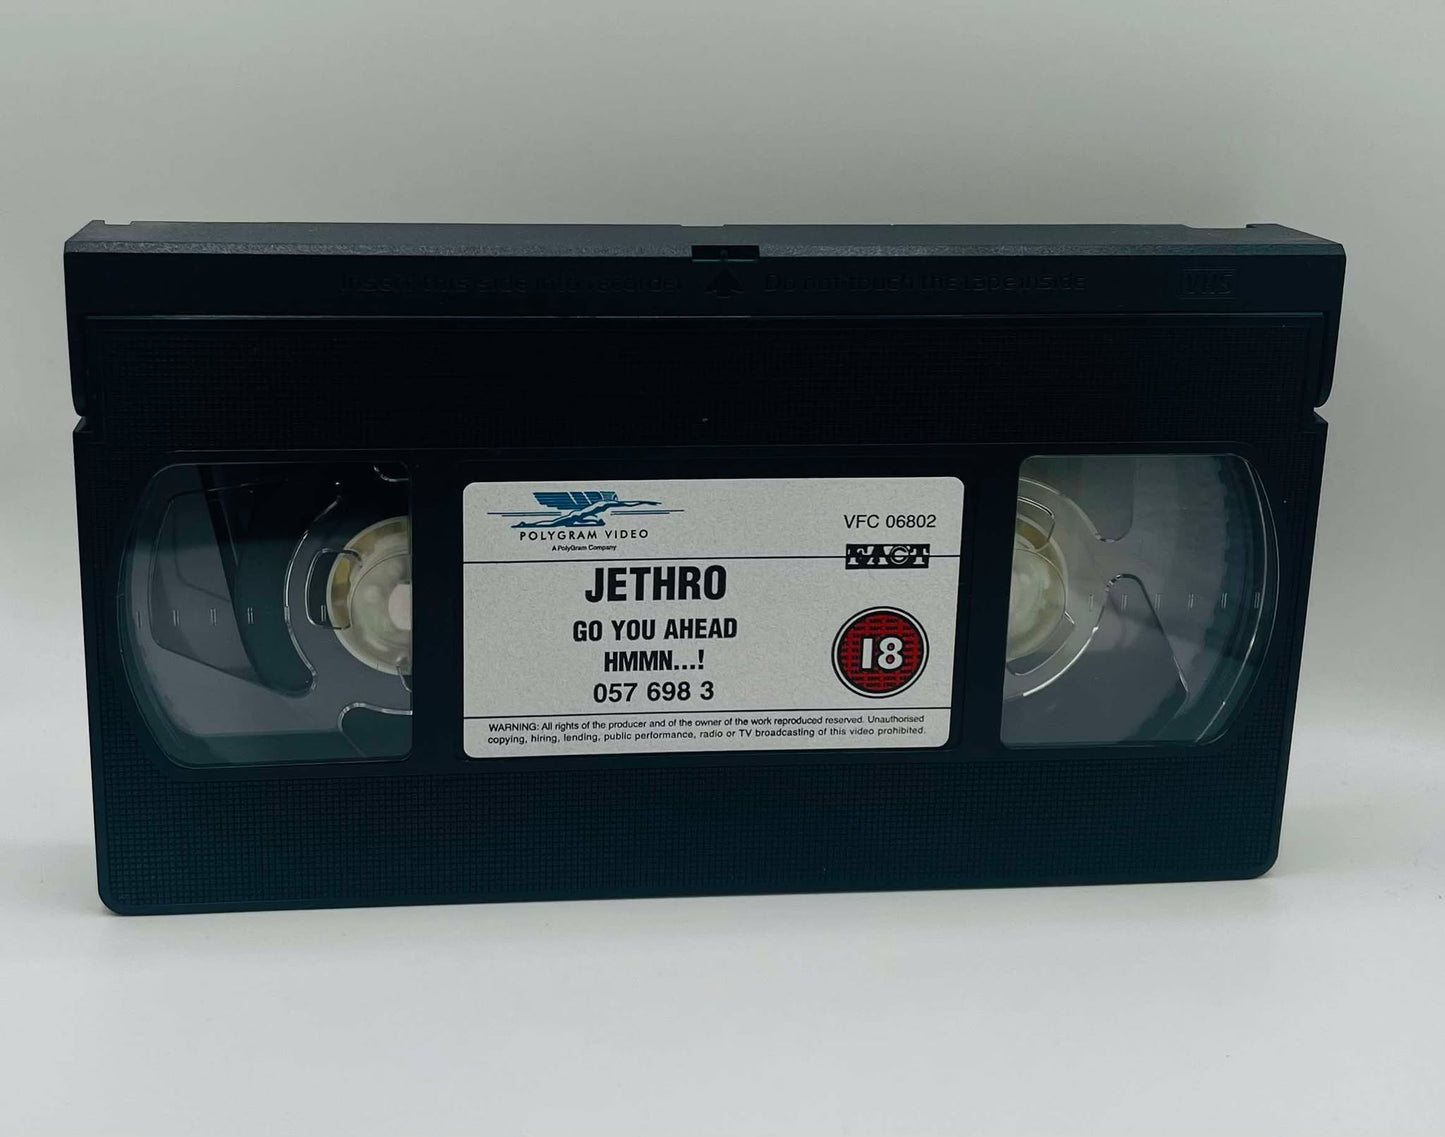 Insert this side into recorder Do not touch the tape inside VHS
POLYGRAM VIDEO
A PolyGram Company
VFC 06802
FACT
JETHRO
GO YOU AHEAD
HMMN...!
057 698 3
18
WARNING: All rights of the producer and of the owner of the work reproduced reserved. Unauthorised
copying, hiring, lending, public performance, radio or TV broadcasting of this video prohibited.